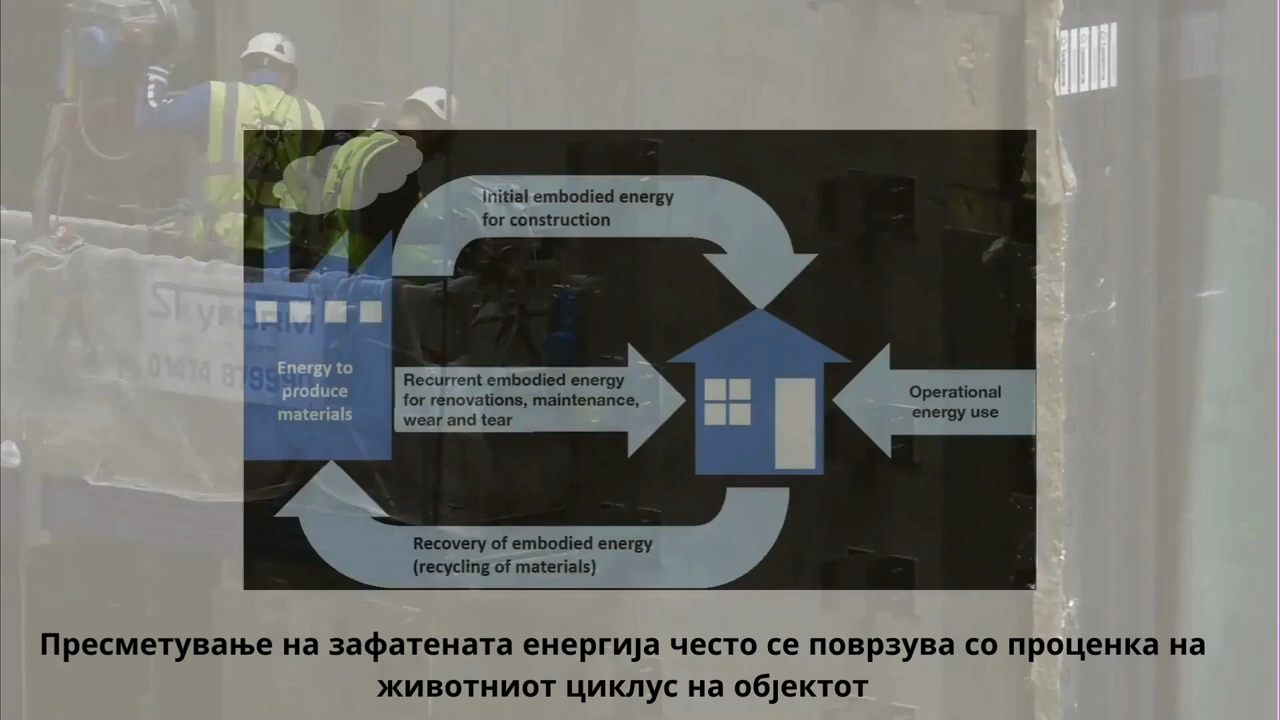 Initial embodied energy
for construction
SkyFORM
Energy to
produce
materials
Recurrent embodied energy
for renovations, maintenance,
wear and tear
Operational
energy use
Recovery of embodied energy
(recycling of materials)
Пресметување на зафатената енергија често се поврзува со проценка на
животниот циклус на објектот